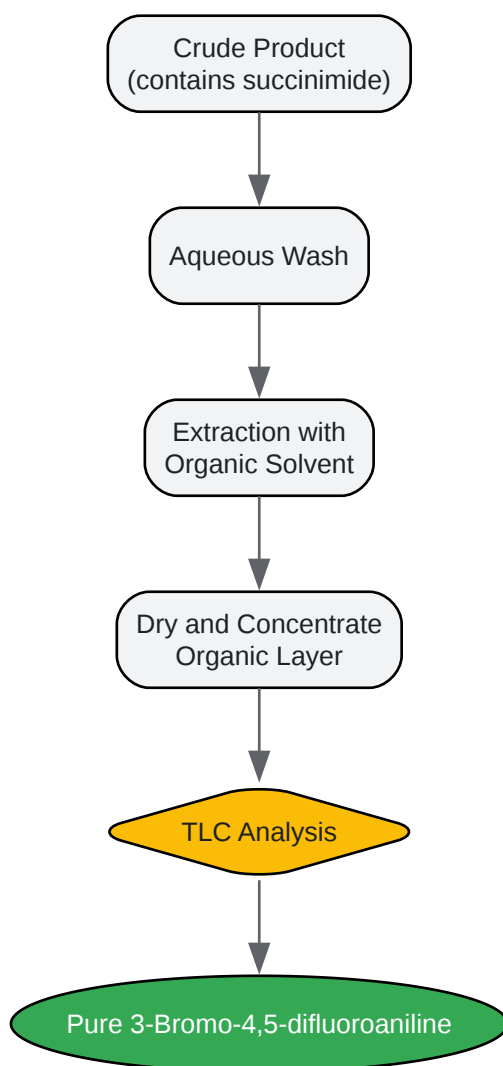 Crude Product
(contains succinimide)
Aqueous Wash
Extraction with
Organic Solvent
Dry and Concentrate
Organic Layer
TLC Analysis
Pure 3-Bromo-4,5-difluoroaniline